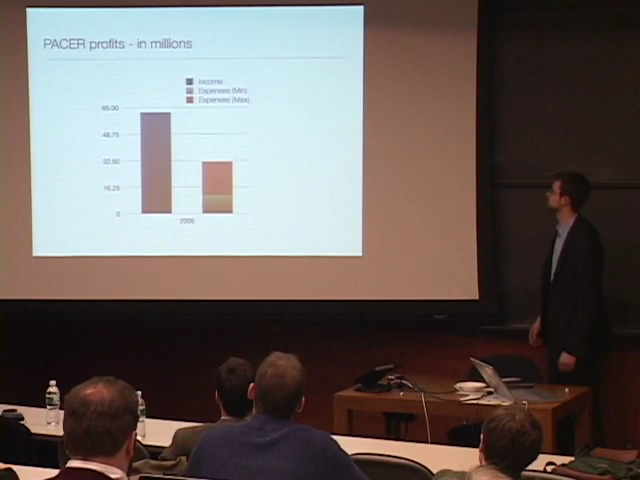 PACER profits - in millions
Income
Expenses (Min)
Expenses (Max)
65.00
48.75
32.50
16.25
0
2006